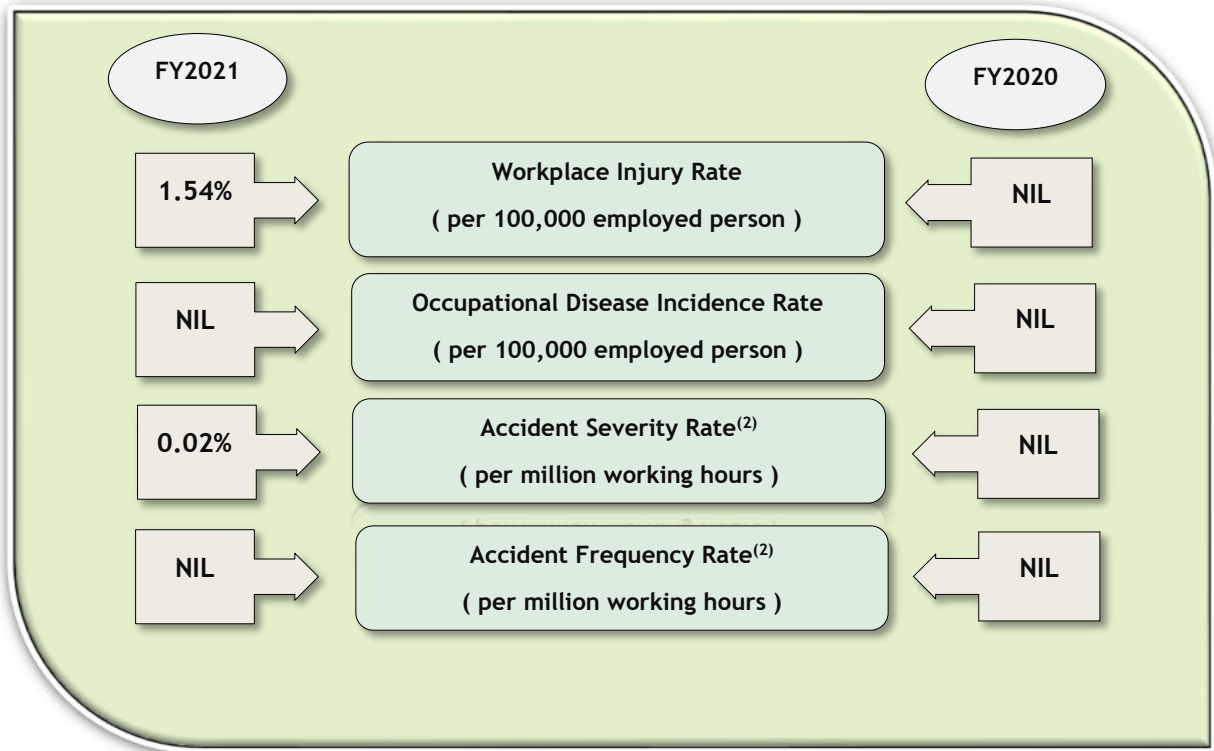 FY2021
FY2020
1.54%
Workplace Injury Rate
( per 100,000 employed person )
NIL
NIL
Occupational Disease Incidence Rate
( per 100,000 employed person )
NIL
0.02%
Accident Severity Rate(2)
( per million working hours )
NIL
NIL
Accident Frequency Rate(2)
( per million working hours )
NIL